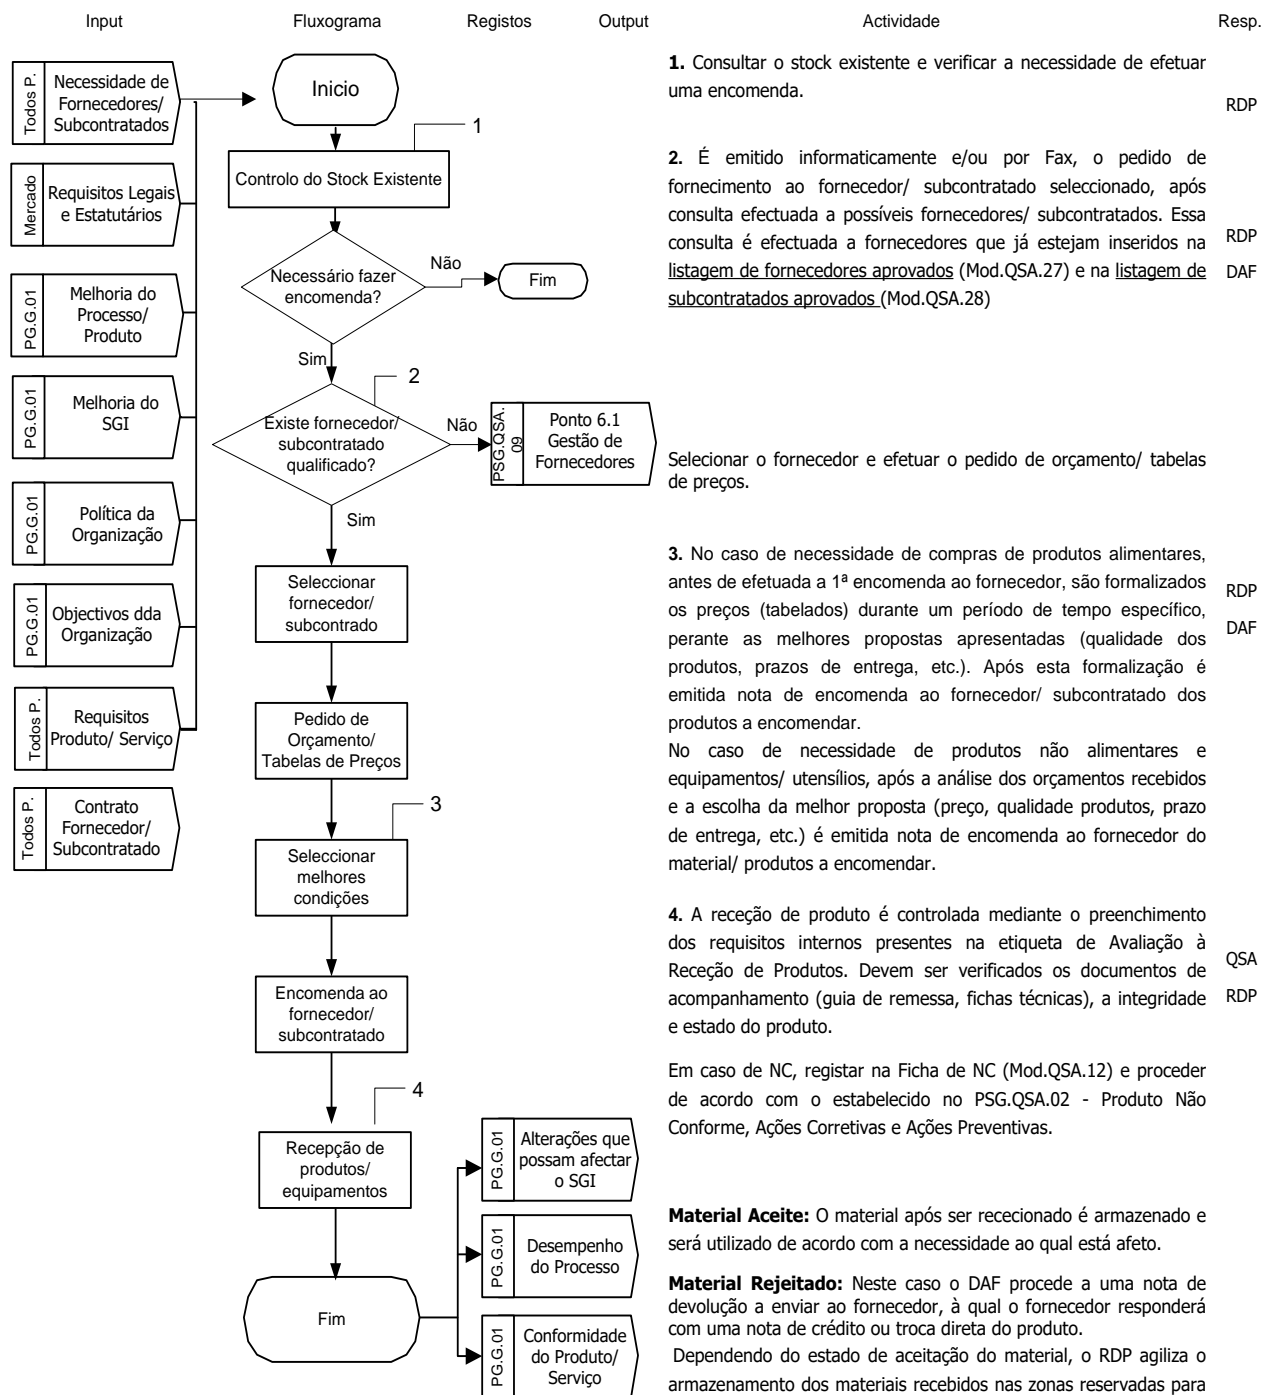 Input
Fluxograma
Registos
Output
Actividade
Resp.
Todos P.
Necessidade de
Fornecedores/
Subcontratados
Mercado
Requisitos Legais
e Estatutários
PG.G.01
Melhoria do
Processo/
Produto
PG.G.01
Melhoria do
SGI
PG.G.01
Política da
Organização
PG.G.01
Objectivos dda
Organização
Todos P.
Requisitos
Produto/ Serviço
Todos P.
Contrato
Fornecedor/
Subcontratado
Inicio
1
Controlo do Stock Existente
Necessário fazer
encomenda?
Não
Fim
Sim
2
Existe fornecedor/
subcontratado
qualificado?
Não
PSG.QSA.
09
Ponto 6.1
Gestão de
Fornecedores
Sim
Seleccionar
fornecedor/
subcontrado
Pedido de
Orçamento/
Tabelas de Preços
3
Seleccionar
melhores
condições
Encomenda ao
fornecedor/
subcontratado
4
Recepção de
produtos/
equipamentos
Fim
PG.G.01
Alterações que
possam afectar
o SGI
PG.G.01
Desempenho
do Processo
PG.G.01
Conformidade
do Produto/
Serviço
1. Consultar o stock existente e verificar a necessidade de efetuar
uma encomenda.
RDP
2. É emitido informaticamente e/ou por Fax, o pedido de
fornecimento ao fornecedor/ subcontratado seleccionado, após
consulta efectuada a possíveis fornecedores/ subcontratados. Essa
consulta é efectuada a fornecedores que já estejam inseridos na
listagem de fornecedores aprovados (Mod.QSA.27) e na listagem de
subcontratados aprovados (Mod.QSA.28)
RDP
DAF
Selecionar o fornecedor e efetuar o pedido de orçamento/ tabelas
de preços.
3. No caso de necessidade de compras de produtos alimentares,
antes de efetuada a 1ª encomenda ao fornecedor, são formalizados
os preços (tabelados) durante um período de tempo específico,
perante as melhores propostas apresentadas (qualidade dos
produtos, prazos de entrega, etc.). Após esta formalização é
emitida nota de encomenda ao fornecedor/ subcontratado dos
produtos a encomendar.
RDP
DAF
No caso de necessidade de produtos não alimentares e
equipamentos/ utensílios, após a análise dos orçamentos recebidos
e a escolha da melhor proposta (preço, qualidade produtos, prazo
de entrega, etc.) é emitida nota de encomenda ao fornecedor do
material/ produtos a encomendar.
4. A receção de produto é controlada mediante o preenchimento
dos requisitos internos presentes na etiqueta de Avaliação à
Receção de Produtos. Devem ser verificados os documentos de
acompanhamento (guia de remessa, fichas técnicas), a integridade
e estado do produto.
QSA
RDP
Em caso de NC, registar na Ficha de NC (Mod.QSA.12) e proceder
de acordo com o estabelecido no PSG.QSA.02 - Produto Não
Conforme, Ações Corretivas e Ações Preventivas.
Material Aceite: O material após ser rececionado é armazenado e
será utilizado de acordo com a necessidade ao qual está afeto.
Material Rejeitado: Neste caso o DAF procede a uma nota de
devolução a enviar ao fornecedor, à qual o fornecedor responderá
com uma nota de crédito ou troca direta do produto.
Dependendo do estado de aceitação do material, o RDP agiliza o
armazenamento dos materiais recebidos nas zonas reservadas para